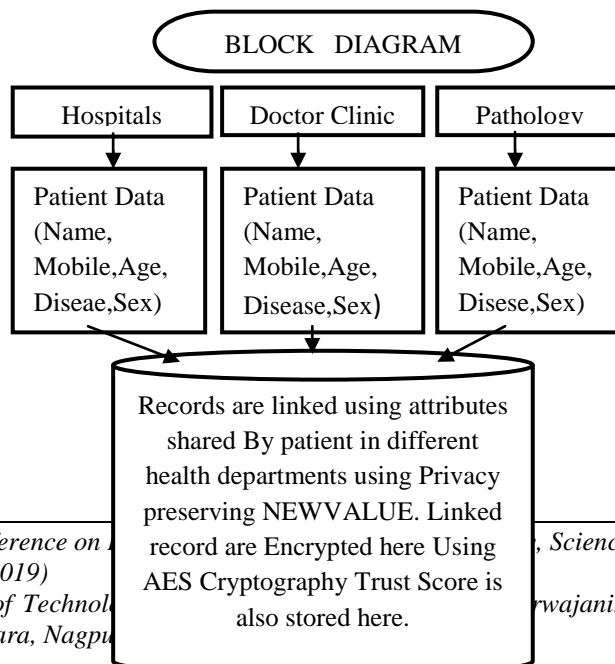 BLOCK DIAGRAM
Hospitals
Doctor Clinic
Pathology
Patient Data
(Name,
Mobile,Age,
Diseae,Sex)
Patient Data
(Name,
Mobile,Age,
Disease,Sex)
Patient Data
(Name,
Mobile,Age,
Disese,Sex)
Records are linked using attributes
shared By patient in different
health departments using Privacy
preserving NEWVALUE. Linked
record are Encrypted here Using
AES Cryptography Trust Score is
also stored here.
on
019)
of